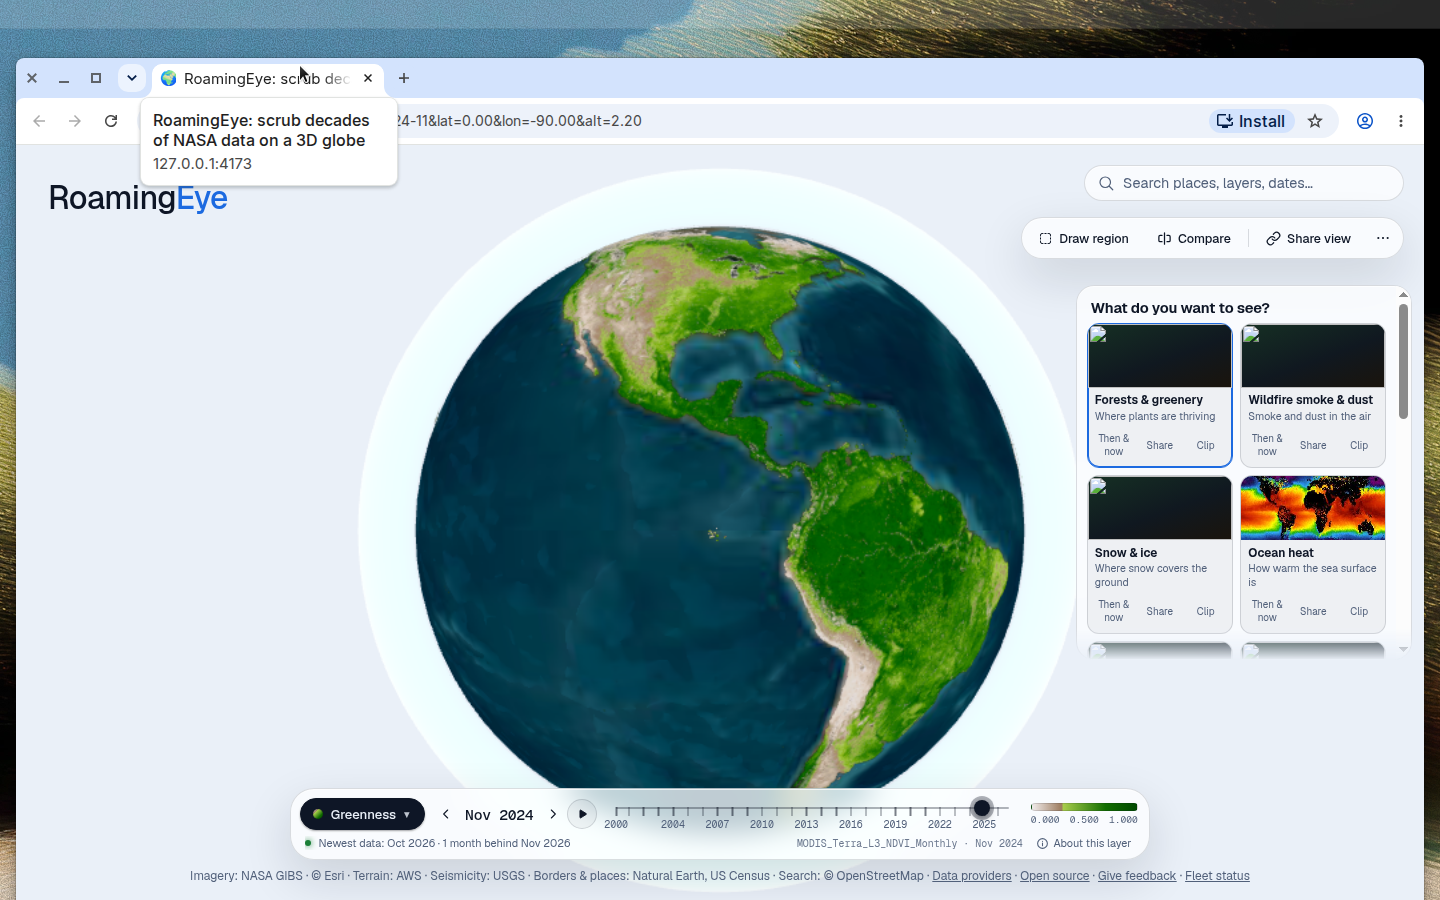 RoamingEye: scrub dec
24-11&lat=0.00&lon=-90.00&alt=2.20
Install
RoamingEye: scrub decades
of NASA data on a 3D globe
127.0.0.1:4173
RoamingEye
Search places, layers, dates...
Draw region
Compare
Share view
What do you want to see?
Forests & greenery
Where plants are thriving
Then & now
Share
Clip
Wildfire smoke & dust
Smoke and dust in the air
Then & now
Share
Clip
Snow & ice
Where snow covers the
ground
Then & now
Share
Clip
Ocean heat
How warm the sea surface
is
Then & now
Share
Clip
Greenness
Nov 2024
2000 2004 2007 2010 2013 2016 2019 2022 2025
0.000 0.500 1.000
Newest data: Oct 2026 · 1 month behind Nov 2026
MODIS_Terra_L3_NDVI_Monthly · Nov 2024
About this layer
Imagery: NASA GIBS · © Esri · Terrain: AWS · Seismicity: USGS · Borders & places: Natural Earth, US Census · Search: © OpenStreetMap · Data providers · Open source · Give feedback · Fleet status